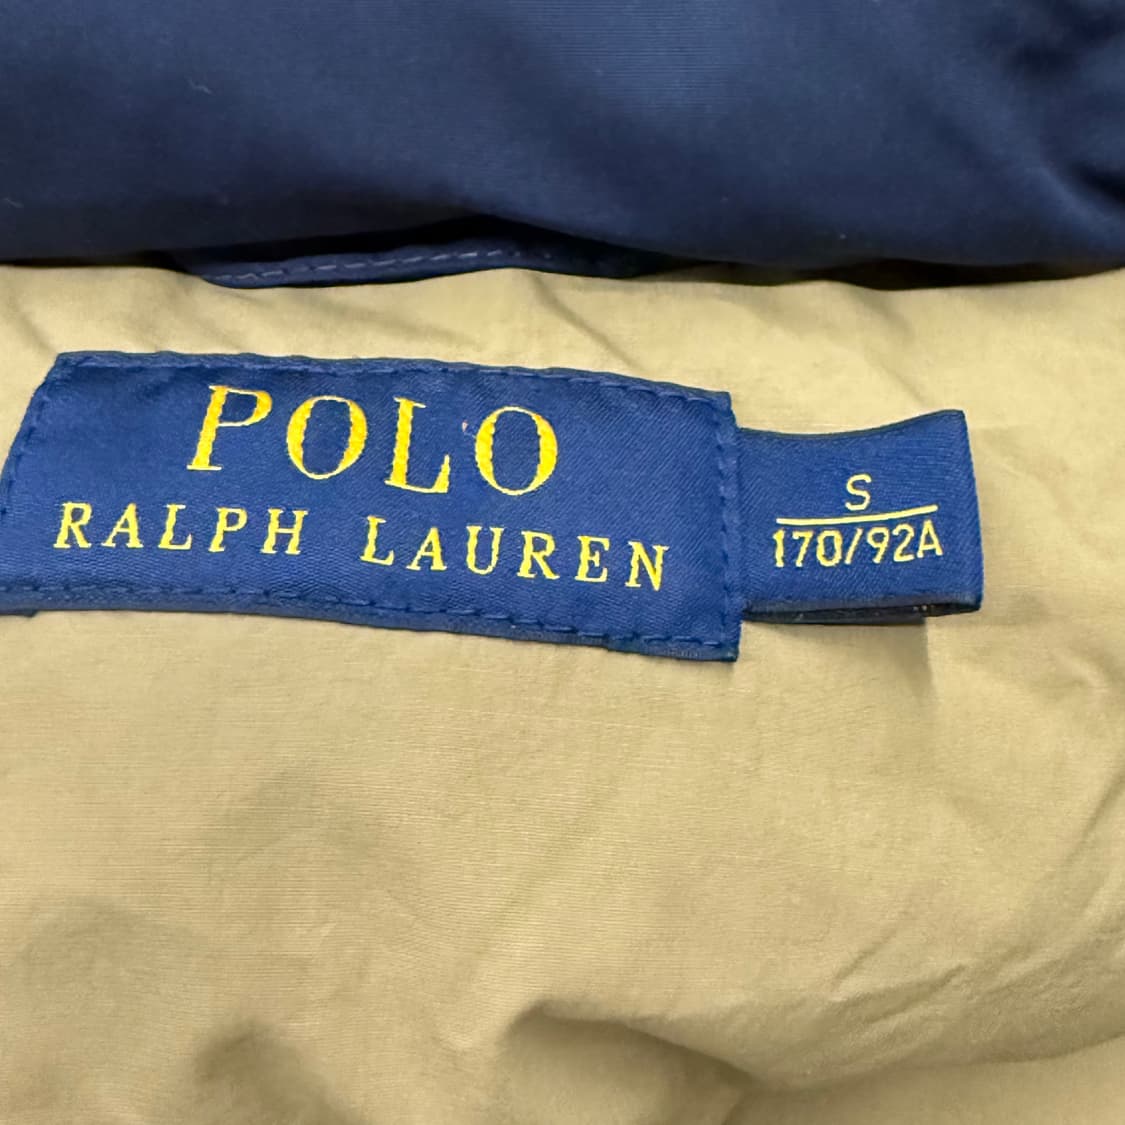 POLO
RALPH LAUREN
S
170/92A